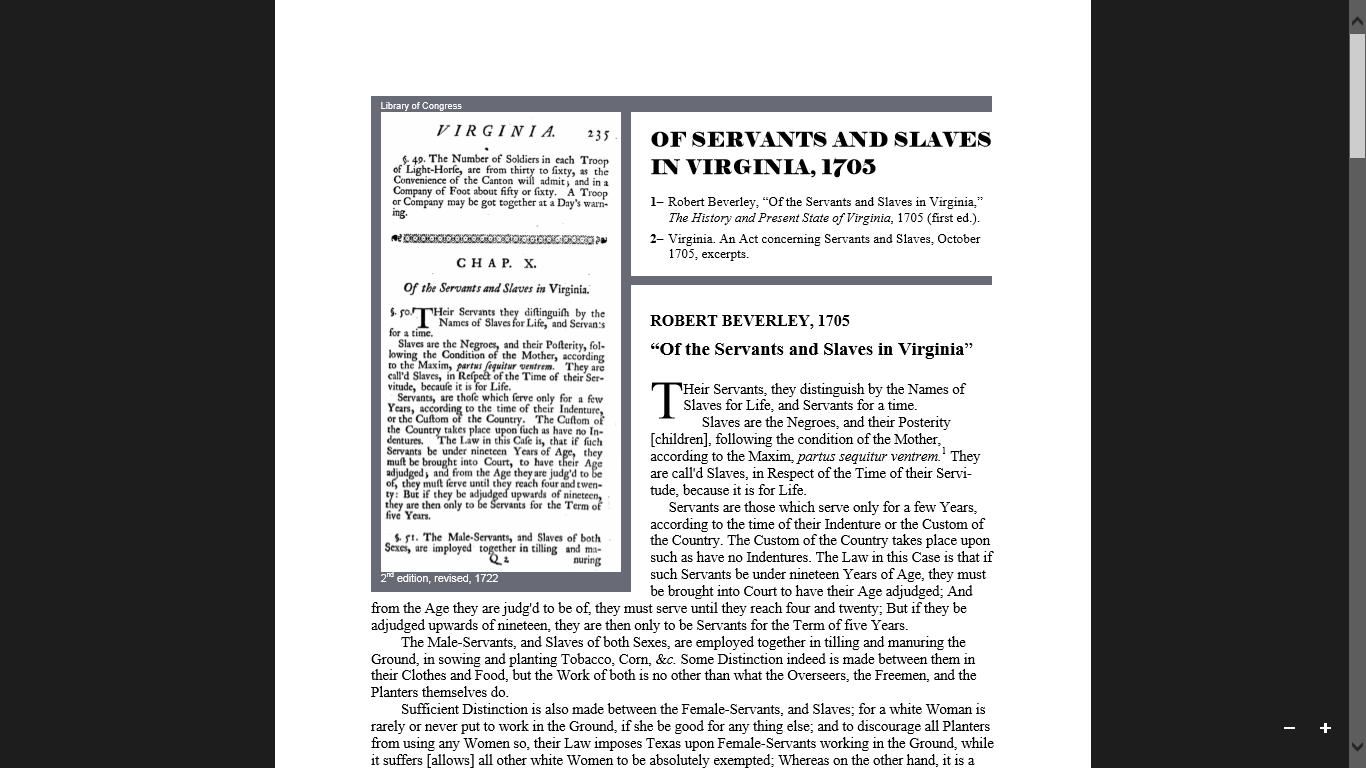 Library of Congress
VIRGINIA. 235
§. 49. The Number of Soldiers in each Troop
of Light-Horſe, are from thirty to ſixty, as the
Convenience of the Canton will admit; and in a
Company of Foot about fifty or ſixty. A Troop
or Company may be got together at a Day's warn-
ing.
CHAP. X.
Of the Servants and Slaves in Virginia.
§. 50. THeir Servants they diſtinguiſh by the
Names of Slaves for Life, and Servants
for a time.
Slaves are the Negroes, and their Poſterity, fol-
lowing the Condition of the Mother, according
to the Maxim, partus ſequitur ventrem. They are
call'd Slaves, in Reſpect of the Time of their Ser-
vitude, becauſe it is for Life.
Servants, are thoſe which ſerve only for a few
Years, according to the time of their Indenture,
or the Cuſtom of the Country. The Cuſtom of
the Country takes place upon ſuch as have no In-
dentures. The Law in this Caſe is, that if ſuch
Servants be under nineteen Years of Age, they
muſt be brought into Court, to have their Age
adjudged; and from the Age they are judg'd to be
of, they muſt ſerve until they reach four and twen-
ty: But if they be adjudged upwards of nineteen,
they are then only to be Servants for the Term of
five Years.
§. 51. The Male-Servants, and Slaves of both
Sexes, are imployed together in tilling and ma-
Q 2 nuring
2nd edition, revised, 1722
OF SERVANTS AND SLAVES
IN VIRGINIA, 1705
1– Robert Beverley, “Of the Servants and Slaves in Virginia,”
The History and Present State of Virginia, 1705 (first ed.).
2– Virginia. An Act concerning Servants and Slaves, October
1705, excerpts.
ROBERT BEVERLEY, 1705
“Of the Servants and Slaves in Virginia”
THeir Servants, they distinguish by the Names of
Slaves for Life, and Servants for a time.
Slaves are the Negroes, and their Posterity
[children], following the condition of the Mother,
according to the Maxim, partus sequitur ventrem.1 They
are call'd Slaves, in Respect of the Time of their Servi-
tude, because it is for Life.
Servants are those which serve only for a few Years,
according to the time of their Indenture or the Custom of
the Country. The Custom of the Country takes place upon
such as have no Indentures. The Law in this Case is that if
such Servants be under nineteen Years of Age, they must
be brought into Court to have their Age adjudged; And
from the Age they are judg'd to be of, they must serve until they reach four and twenty; But if they be
adjudged upwards of nineteen, they are then only to be Servants for the Term of five Years.
The Male-Servants, and Slaves of both Sexes, are employed together in tilling and manuring the
Ground, in sowing and planting Tobacco, Corn, &c. Some Distinction indeed is made between them in
their Clothes and Food, but the Work of both is no other than what the Overseers, the Freemen, and the
Planters themselves do.
Sufficient Distinction is also made between the Female-Servants, and Slaves; for a white Woman is
rarely or never put to work in the Ground, if she be good for any thing else; and to discourage all Planters
from using any Women so, their Law imposes Texas upon Female-Servants working in the Ground, while
it suffers [allows] all other white Women to be absolutely exempted; Whereas on the other hand, it is a